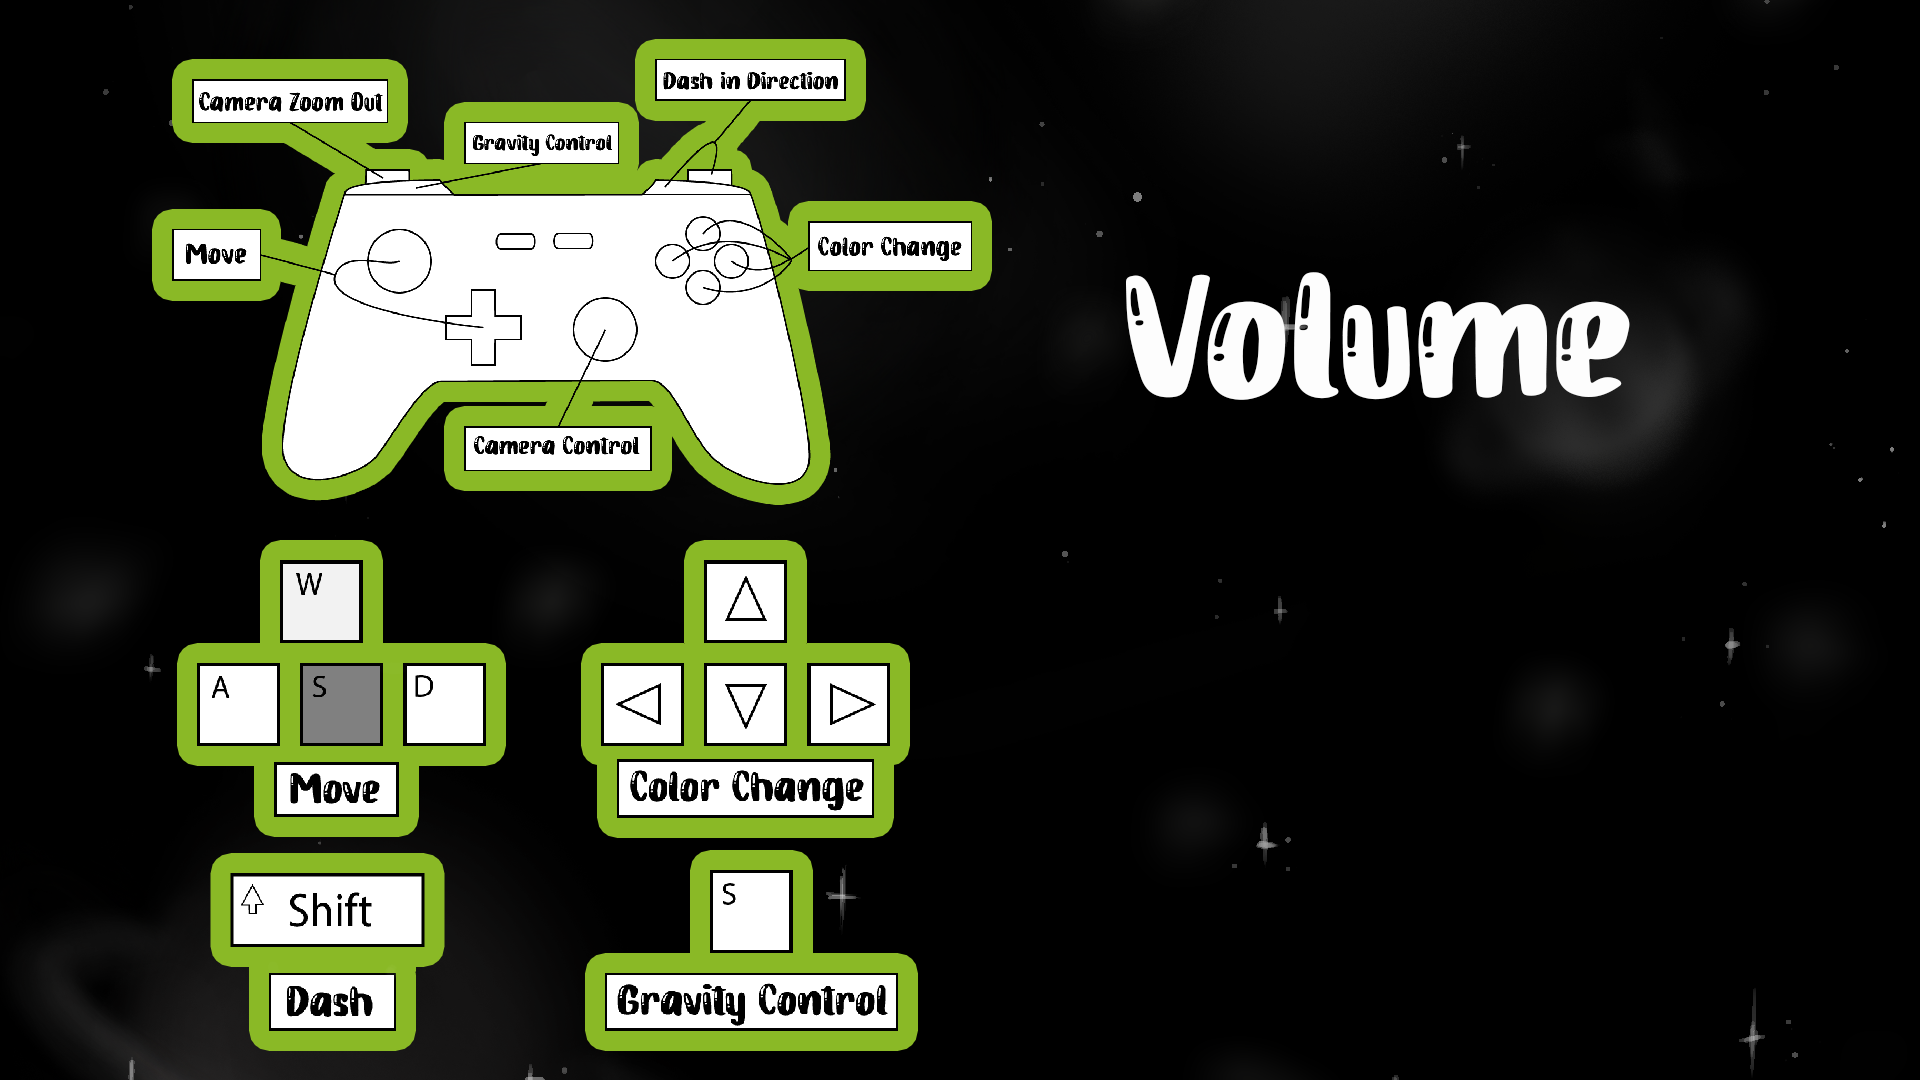 Camera Zoom Out
Dash in Direction
Gravity Control
Move
Color Change
Camera Control
Volume
W
A
S
D
Move
Color Change
Shift
Dash
S
Gravity Control